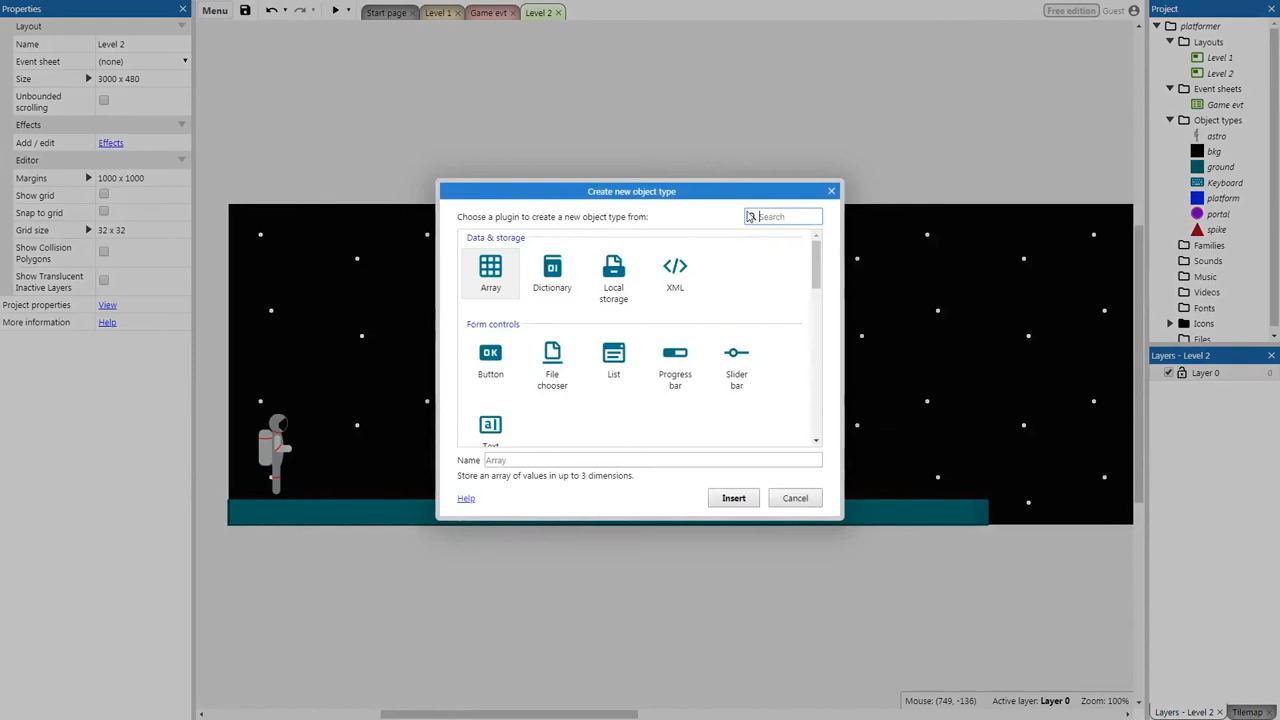 Properties
Menu
Start page
Level 1
Game evt
Level 2
Free edition
Guest
Project
Layout
Name Level 2
Event sheet (none)
Size 3000 x 480
Unbounded
scrolling
Effects
Add / edit Effects
Editor
Margins 1000 x 1000
Show grid
Snap to grid
Grid size 32 x 32
Show Collision
Polygons
Show Translucent
Inactive Layers
Project properties View
More information Help
Create new object type
Choose a plugin to create a new object type from:
Search
Data & storage
Array
Dictionary
Local
storage
XML
Form controls
Button
File
chooser
List
Progress
bar
Slider
bar
Text
Name Array
Store an array of values in up to 3 dimensions.
Help
Insert
Cancel
platformer
Layouts
Level 1
Level 2
Event sheets
Game evt
Object types
astro
bkg
ground
Keyboard
platform
portal
spike
Families
Sounds
Music
Videos
Fonts
Icons
Files
Layers - Level 2
Layer 0 0
Mouse: (749, -136) Active layer: Layer 0 Zoom: 100%
Layers - Level 2
Tilemap